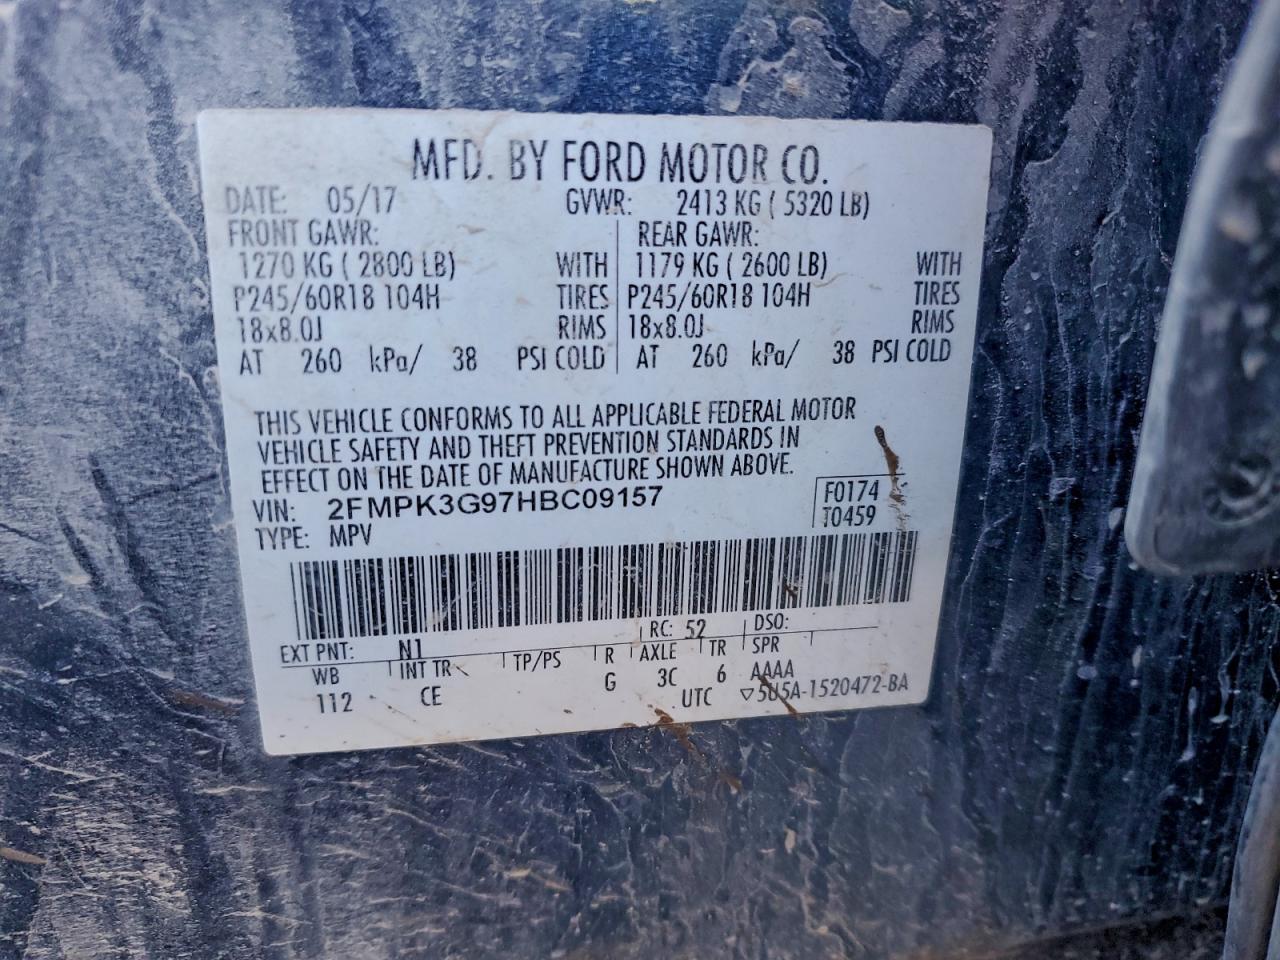 MFD. BY FORD MOTOR CO.
DATE: 05/17 GVWR: 2413 KG ( 5320 LB)
FRONT GAWR: REAR GAWR:
1270 KG ( 2800 LB) WITH 1179 KG ( 2600 LB) WITH
P245/60R18 104H TIRES P245/60R18 104H TIRES
18x8.0J RIMS 18x8.0J RIMS
AT 260 kPa/ 38 PSI COLD AT 260 kPa/ 38 PSI COLD
THIS VEHICLE CONFORMS TO ALL APPLICABLE FEDERAL MOTOR
VEHICLE SAFETY AND THEFT PREVENTION STANDARDS IN
EFFECT ON THE DATE OF MANUFACTURE SHOWN ABOVE.
VIN: 2FMPK3G97HBC09157 F0174
TYPE: MPV T0459
EXT PNT: N1 RC: 52 DSO:
WB INT TR TP/PS R AXLE TR SPR
112 CE G 3C 6 AAAA
UTC ▽5U5A-1520472-BA